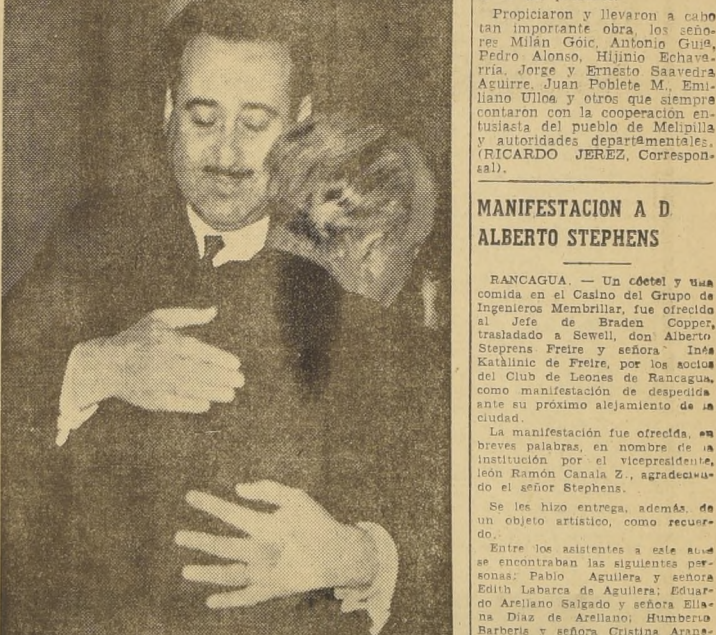 Propiciaron y llevaron a cabo
tan importante obra, los seño-
res Milán Góic, Antonio Guia,
Pedro Alonso, Hijinio Echava-
rría, Jorge y Ernesto Saavedra
Aguirre, Juan Poblete M., Emi-
liano Ulloa y otros que siempre
contaron con la cooperación en-
tusiasta del pueblo de Melipilla
y autoridades departamentales.
(RICARDO JEREZ, Correspon-
sal).
MANIFESTACION A D
ALBERTO STEPHENS
RANCAGUA. — Un cóctel y una
comida en el Casino del Grupo de
Ingenieros Membrillar, fue ofrecido
al Jefe de Braden Copper,
trasladado a Sewell, don Alberto
Steprens Freire y señora Inés
Katalinic de Freire, por los socios
del Club de Leones de Rancagua,
como manifestación de despedida
ante su próximo alejamiento de la
ciudad.
La manifestación fue ofrecida, en
breves palabras, en nombre de la
institución por el vicepresidente,
león Ramón Canala Z., agradecien-
do el señor Stephens.
Se les hizo entrega, además, de
un objeto artístico, como recuer-
do.
Entre los asistentes a este
se encontraban las siguientes per-
sonas: Pablo Aguilera y señora
Edith Labarca de Aguilera; Eduar-
do Arellano Salgado y señora Elia-
na Díaz de Arellano; Humberto
Barberis y señora Cristina